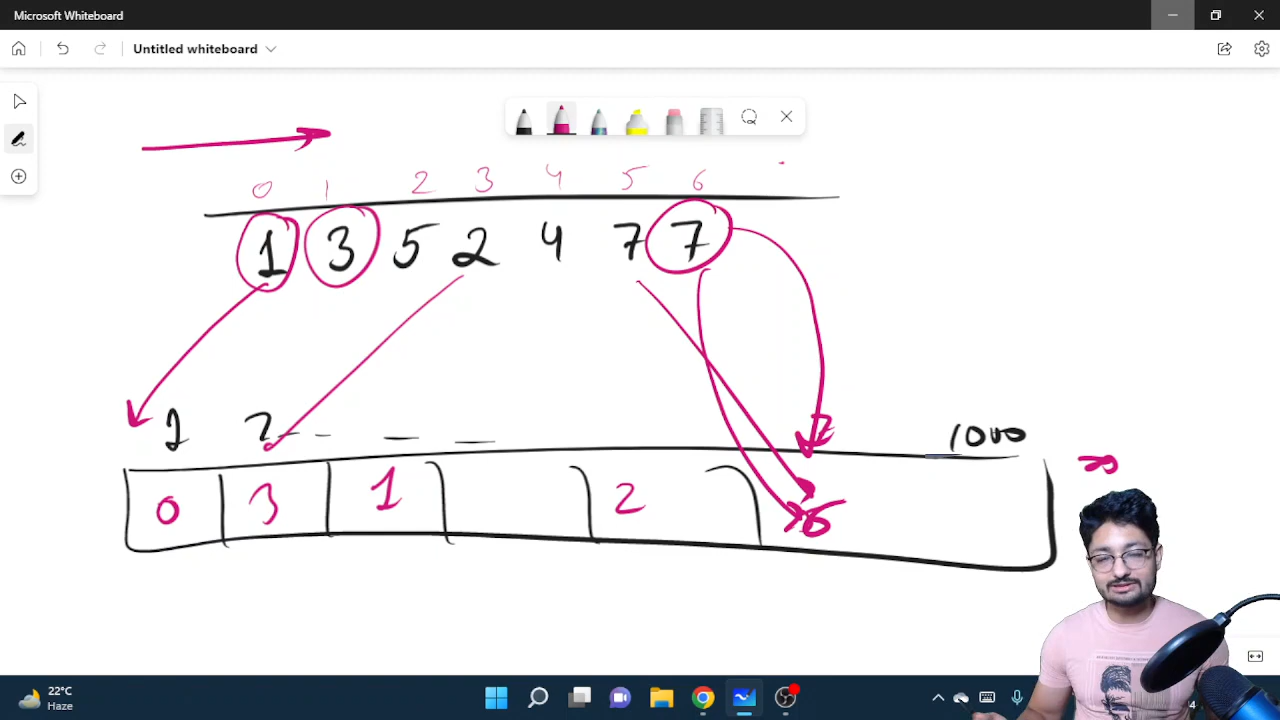 Microsoft Whiteboard
Untitled whiteboard
0 1 2 3 4 5 6
1 3 5 2 4 7 7
1 2 7 1000
0 3 1 2
22°C
Haze